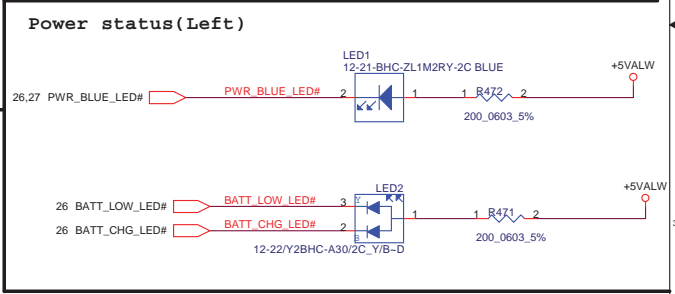 Power status(Left)
LED1
12-21-BHC-ZL1M2RY-2C BLUE
+5VALW
26,27 PWR_BLUE_LED#
PWR_BLUE_LED#
2
1
1
R472
2
200_0603_5%
LED2
+5VALW
26 BATT_LOW_LED#
BATT_LOW_LED#
3
Y
1
1
R471
2
26 BATT_CHG_LED#
BATT_CHG_LED#
2
B
200_0603_5%
12-22/Y2BHC-A30/2C_Y/B~D
3